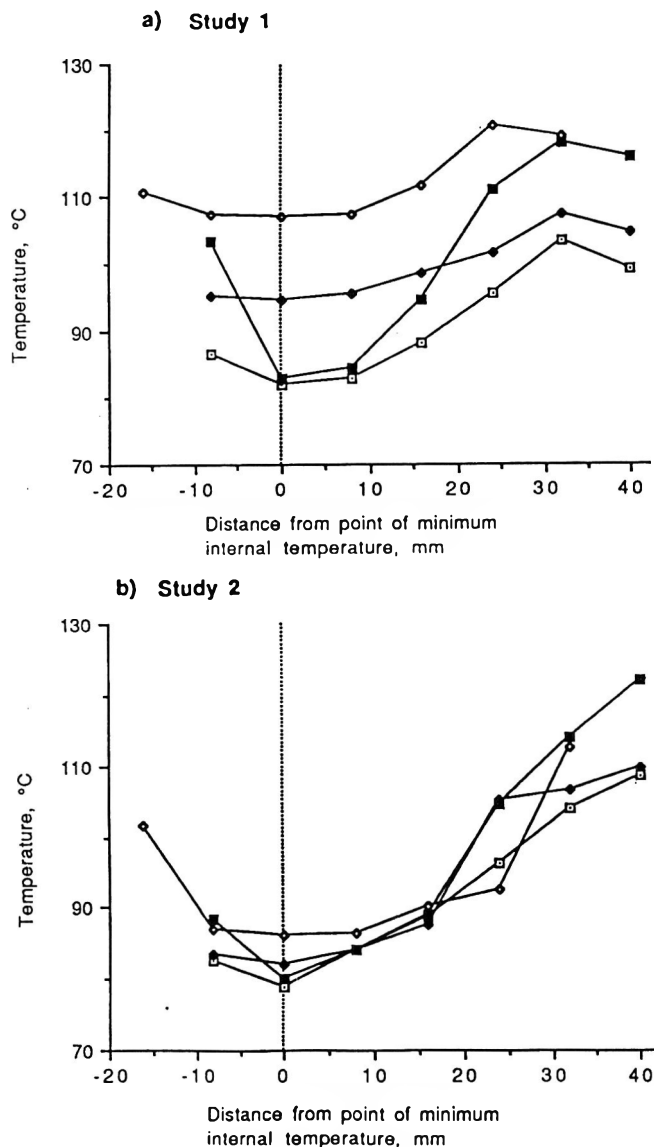 a) Study 1
130
110
90
70
Temperature, °C
-20 -10 0 10 20 30 40
Distance from point of minimum
internal temperature, mm
b) Study 2
130
110
90
70
Temperature, °C
-20 -10 0 10 20 30 40
Distance from point of minimum
internal temperature, mm